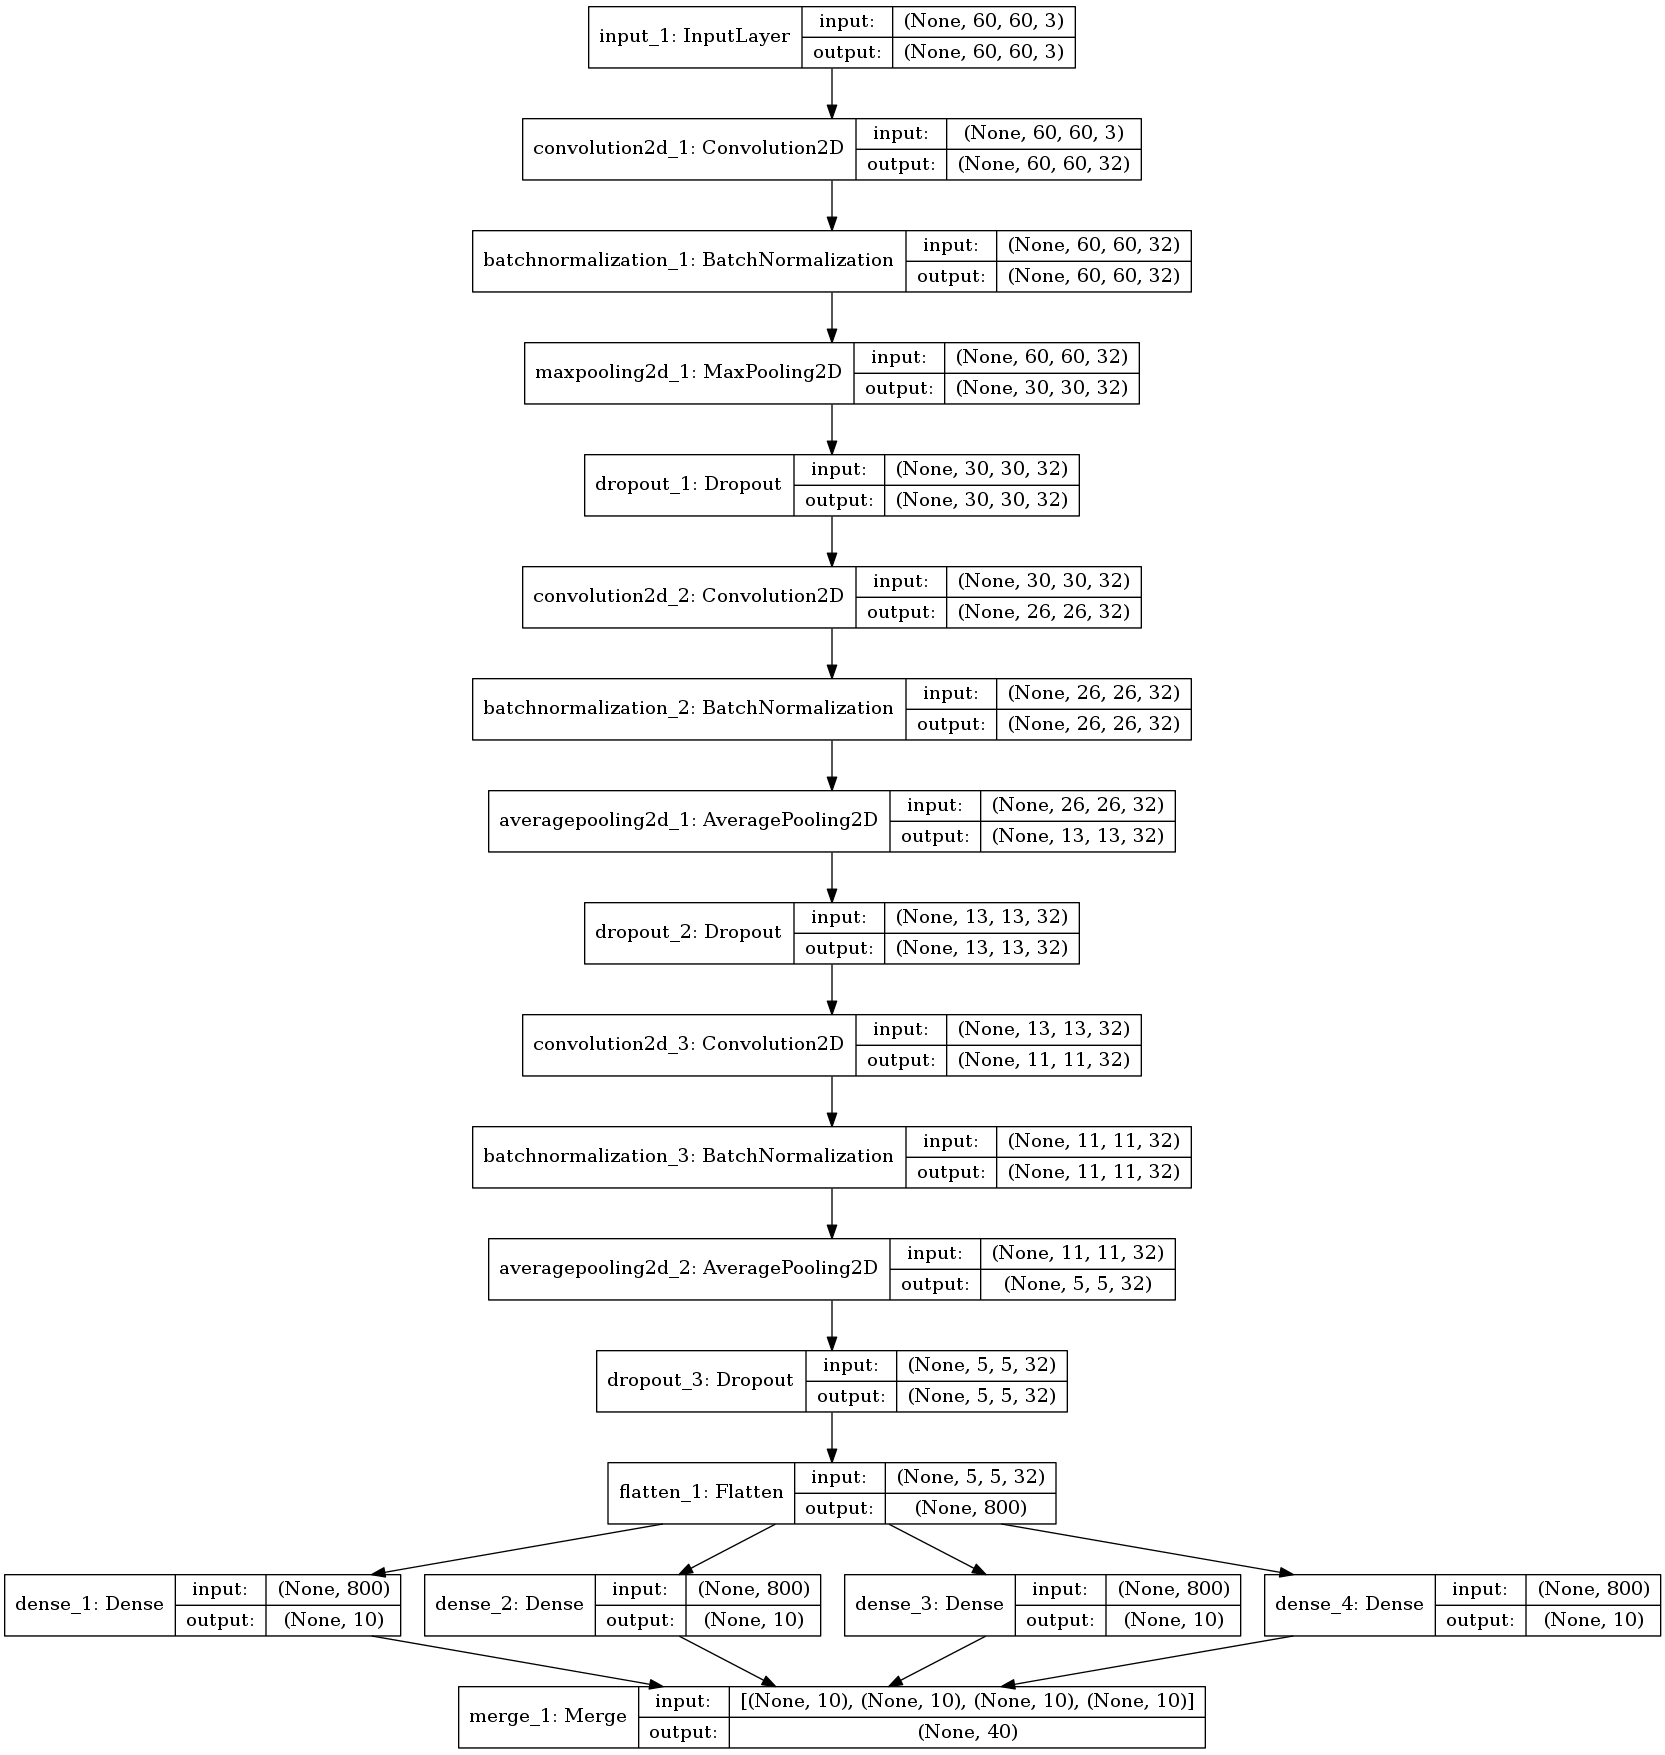 input_1: InputLayer
input: (None, 60, 60, 3)
output: (None, 60, 60, 3)
convolution2d_1: Convolution2D
input: (None, 60, 60, 3)
output: (None, 60, 60, 32)
batchnormalization_1: BatchNormalization
input: (None, 60, 60, 32)
output: (None, 60, 60, 32)
maxpooling2d_1: MaxPooling2D
input: (None, 60, 60, 32)
output: (None, 30, 30, 32)
dropout_1: Dropout
input: (None, 30, 30, 32)
output: (None, 30, 30, 32)
convolution2d_2: Convolution2D
input: (None, 30, 30, 32)
output: (None, 26, 26, 32)
batchnormalization_2: BatchNormalization
input: (None, 26, 26, 32)
output: (None, 26, 26, 32)
averagepooling2d_1: AveragePooling2D
input: (None, 26, 26, 32)
output: (None, 13, 13, 32)
dropout_2: Dropout
input: (None, 13, 13, 32)
output: (None, 13, 13, 32)
convolution2d_3: Convolution2D
input: (None, 13, 13, 32)
output: (None, 11, 11, 32)
batchnormalization_3: BatchNormalization
input: (None, 11, 11, 32)
output: (None, 11, 11, 32)
averagepooling2d_2: AveragePooling2D
input: (None, 11, 11, 32)
output: (None, 5, 5, 32)
dropout_3: Dropout
input: (None, 5, 5, 32)
output: (None, 5, 5, 32)
flatten_1: Flatten
input: (None, 5, 5, 32)
output: (None, 800)
dense_1: Dense
input: (None, 800)
output: (None, 10)
dense_2: Dense
input: (None, 800)
output: (None, 10)
dense_3: Dense
input: (None, 800)
output: (None, 10)
dense_4: Dense
input: (None, 800)
output: (None, 10)
merge_1: Merge
input: [(None, 10), (None, 10), (None, 10), (None, 10)]
output: (None, 40)